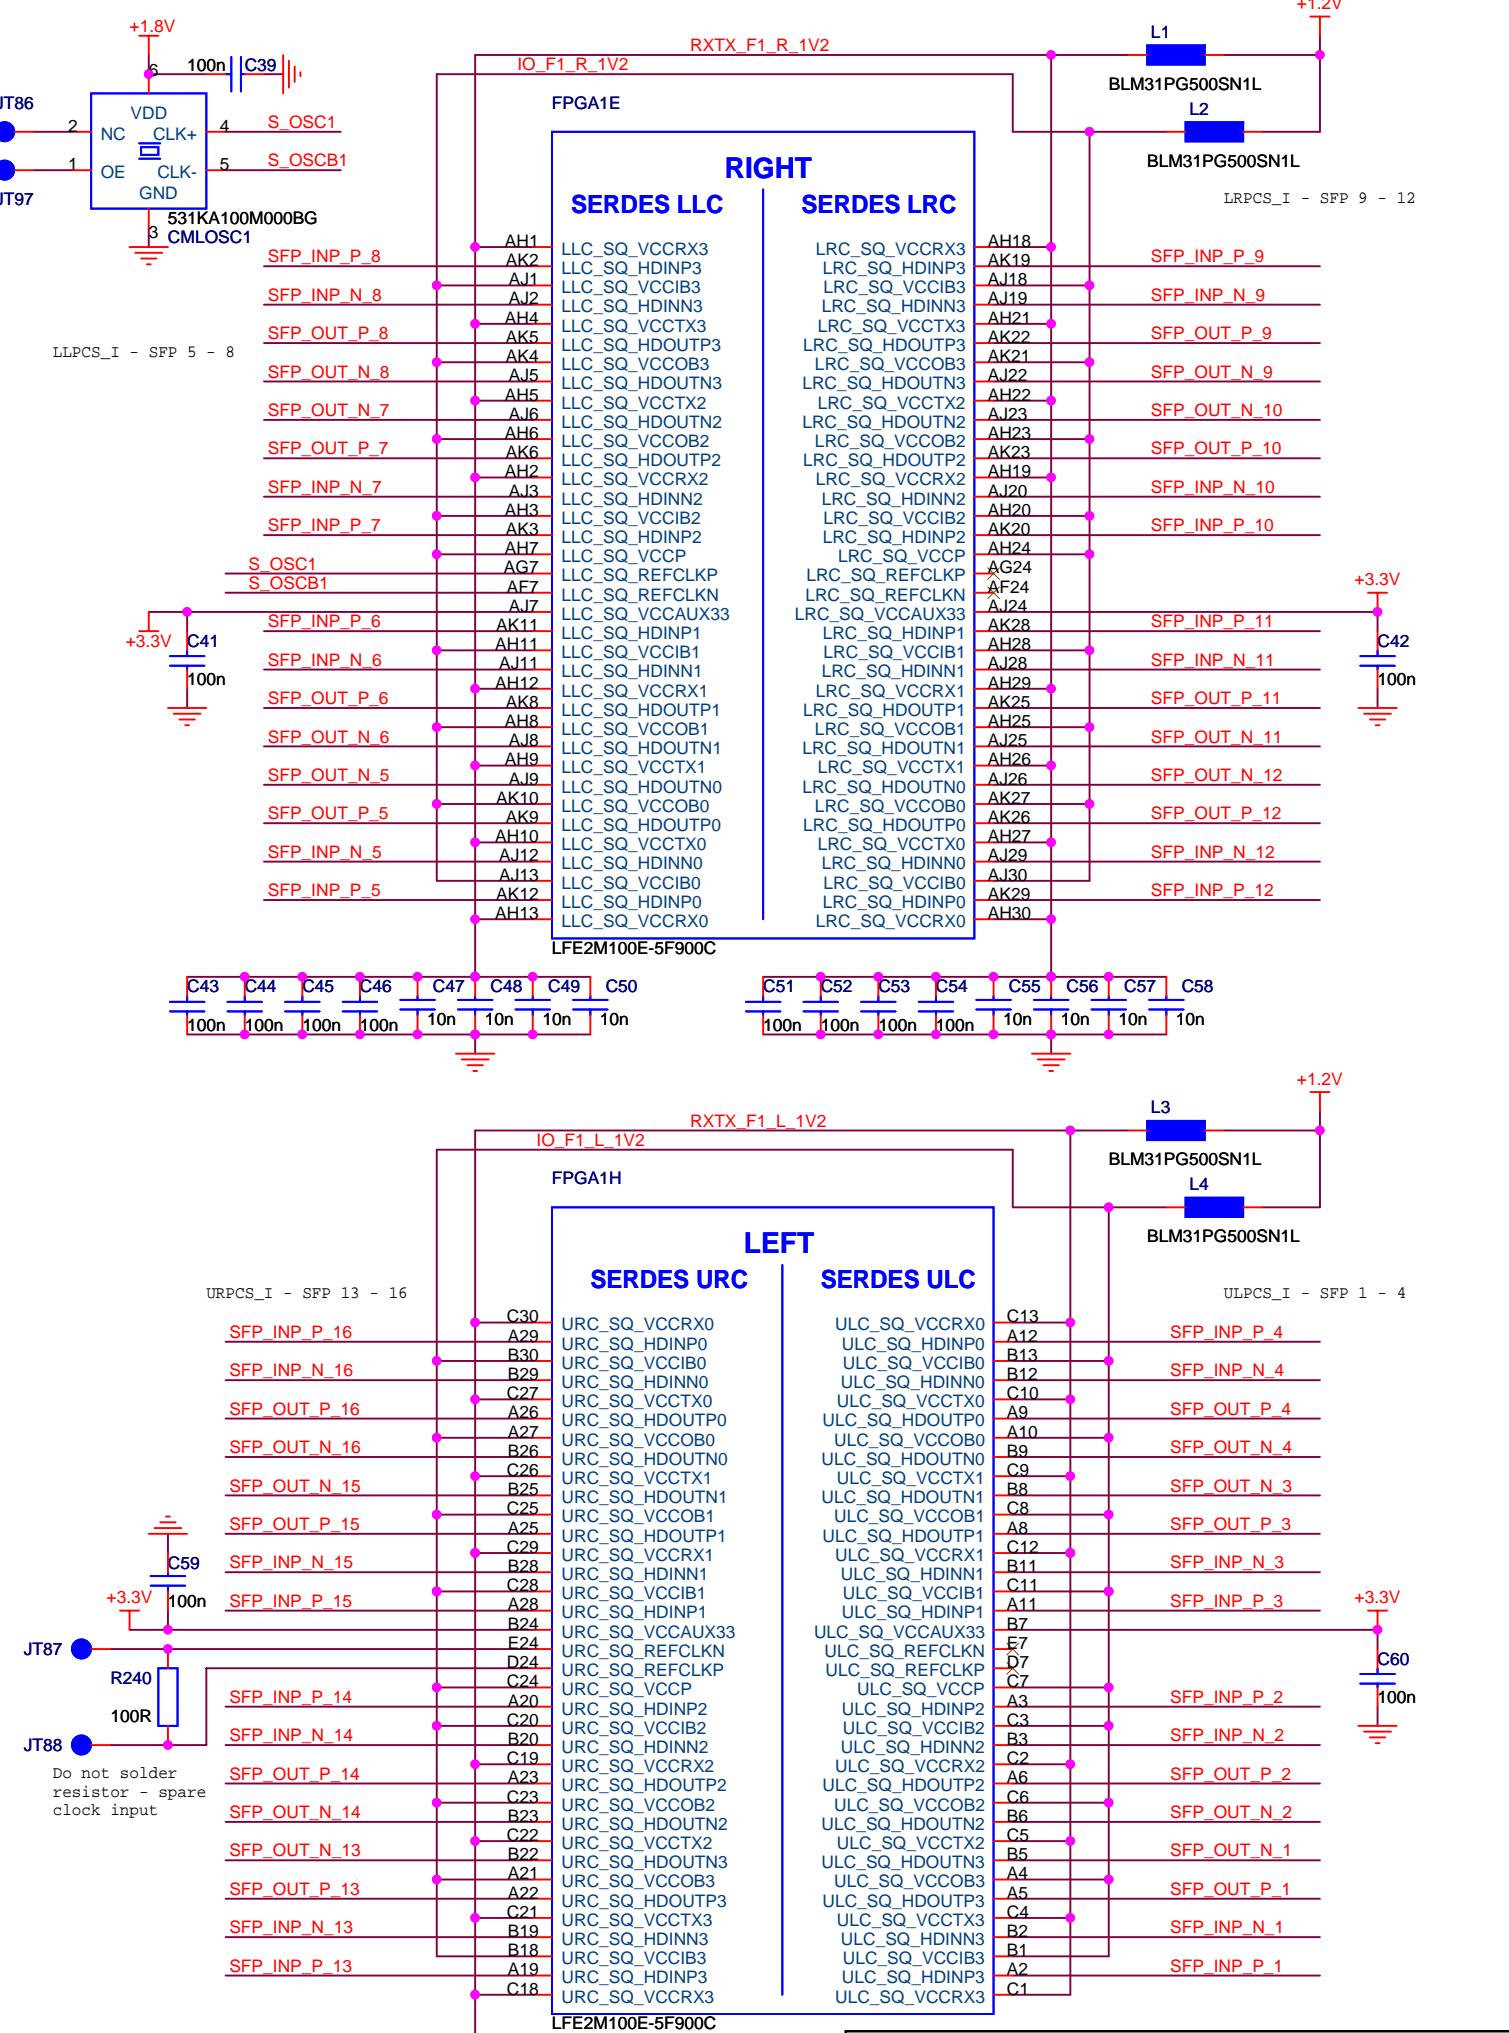 +1.8V
6
100n
C39
JT86
2
NC
VDD
CLK+
4
S_OSC1
1
OE
CLK-
5
S_OSCB1
JT97
GND
3
531KA100M000BG
CMLOSC1
RXTX_F1_R_1V2
IO_F1_R_1V2
FPGA1E
+1.2V
L1
BLM31PG500SN1L
L2
BLM31PG500SN1L
RIGHT
SERDES LLC
SERDES LRC
LRPCS_I - SFP 9 - 12
LLPCS_I - SFP 5 - 8
AH1 LLC_SQ_VCCRX3 LRC_SQ_VCCRX3 AH18
SFP_INP_P_8 AK2 LLC_SQ_HDINP3 LRC_SQ_HDINP3 AK19 SFP_INP_P_9
AJ1 LLC_SQ_VCCIB3 LRC_SQ_VCCIB3 AJ18
SFP_INP_N_8 AJ2 LLC_SQ_HDINN3 LRC_SQ_HDINN3 AJ19 SFP_INP_N_9
AH4 LLC_SQ_VCCTX3 LRC_SQ_VCCTX3 AH21
SFP_OUT_P_8 AK5 LLC_SQ_HDOUTP3 LRC_SQ_HDOUTP3 AK22 SFP_OUT_P_9
AK4 LLC_SQ_VCCOB3 LRC_SQ_VCCOB3 AK21
SFP_OUT_N_8 AJ5 LLC_SQ_HDOUTN3 LRC_SQ_HDOUTN3 AJ22 SFP_OUT_N_9
AH5 LLC_SQ_VCCTX2 LRC_SQ_VCCTX2 AH22
SFP_OUT_N_7 AJ6 LLC_SQ_HDOUTN2 LRC_SQ_HDOUTN2 AJ23 SFP_OUT_N_10
AH6 LLC_SQ_VCCOB2 LRC_SQ_VCCOB2 AH23
SFP_OUT_P_7 AK6 LLC_SQ_HDOUTP2 LRC_SQ_HDOUTP2 AK23 SFP_OUT_P_10
AH2 LLC_SQ_VCCRX2 LRC_SQ_VCCRX2 AH19
SFP_INP_N_7 AJ3 LLC_SQ_HDINN2 LRC_SQ_HDINN2 AJ20 SFP_INP_N_10
AH3 LLC_SQ_VCCIB2 LRC_SQ_VCCIB2 AH20
SFP_INP_P_7 AK3 LLC_SQ_HDINP2 LRC_SQ_HDINP2 AK20 SFP_INP_P_10
AH7 LLC_SQ_VCCP LRC_SQ_VCCP AH24
S_OSC1 AG7 LLC_SQ_REFCLKP LRC_SQ_REFCLKP AG24
S_OSCB1 AF7 LLC_SQ_REFCLKN LRC_SQ_REFCLKN AF24
+3.3V AJ7 LLC_SQ_VCCAUX33 LRC_SQ_VCCAUX33 AJ24 +3.3V
SFP_INP_P_6 AK11 LLC_SQ_HDINP1 LRC_SQ_HDINP1 AK28 SFP_INP_P_11
C41 100n AH11 LLC_SQ_VCCIB1 LRC_SQ_VCCIB1 AH28 C42 100n
SFP_INP_N_6 AJ11 LLC_SQ_HDINN1 LRC_SQ_HDINN1 AJ28 SFP_INP_N_11
AH12 LLC_SQ_VCCRX1 LRC_SQ_VCCRX1 AH29
SFP_OUT_P_6 AK8 LLC_SQ_HDOUTP1 LRC_SQ_HDOUTP1 AK25 SFP_OUT_P_11
AH8 LLC_SQ_VCCOB1 LRC_SQ_VCCOB1 AH25
SFP_OUT_N_6 AJ8 LLC_SQ_HDOUTN1 LRC_SQ_HDOUTN1 AJ25 SFP_OUT_N_11
AH9 LLC_SQ_VCCTX1 LRC_SQ_VCCTX1 AH26
SFP_OUT_N_5 AJ9 LLC_SQ_HDOUTN0 LRC_SQ_HDOUTN0 AJ26 SFP_OUT_N_12
AK10 LLC_SQ_VCCOB0 LRC_SQ_VCCOB0 AK27
SFP_OUT_P_5 AK9 LLC_SQ_HDOUTP0 LRC_SQ_HDOUTP0 AK26 SFP_OUT_P_12
AH10 LLC_SQ_VCCTX0 LRC_SQ_VCCTX0 AH27
SFP_INP_N_5 AJ12 LLC_SQ_HDINN0 LRC_SQ_HDINN0 AJ29 SFP_INP_N_12
AJ13 LLC_SQ_VCCIB0 LRC_SQ_VCCIB0 AJ30
SFP_INP_P_5 AK12 LLC_SQ_HDINP0 LRC_SQ_HDINP0 AK29 SFP_INP_P_12
AH13 LLC_SQ_VCCRX0 LRC_SQ_VCCRX0 AH30
LFE2M100E-5F900C
C43 C44 C45 C46 C47 C48 C49 C50 C51 C52 C53 C54 C55 C56 C57 C58
100n 100n 100n 100n 10n 10n 10n 10n 100n 100n 100n 100n 10n 10n 10n 10n
+1.2V
RXTX_F1_L_1V2
IO_F1_L_1V2
FPGA1H
L3
BLM31PG500SN1L
L4
BLM31PG500SN1L
LEFT
SERDES URC
SERDES ULC
URPCS_I - SFP 13 - 16
ULPCS_I - SFP 1 - 4
C30 URC_SQ_VCCRX0 ULC_SQ_VCCRX0 C13
SFP_INP_P_16 A29 URC_SQ_HDINP0 ULC_SQ_HDINP0 A12 SFP_INP_P_4
B30 URC_SQ_VCCIB0 ULC_SQ_VCCIB0 B13
SFP_INP_N_16 B29 URC_SQ_HDINN0 ULC_SQ_HDINN0 B12 SFP_INP_N_4
C27 URC_SQ_VCCTX0 ULC_SQ_VCCTX0 C10
SFP_OUT_P_16 A26 URC_SQ_HDOUTP0 ULC_SQ_HDOUTP0 A9 SFP_OUT_P_4
A27 URC_SQ_VCCOB0 ULC_SQ_VCCOB0 A10
SFP_OUT_N_16 B26 URC_SQ_HDOUTN0 ULC_SQ_HDOUTN0 B9 SFP_OUT_N_4
C26 URC_SQ_VCCTX1 ULC_SQ_VCCTX1 C9
SFP_OUT_N_15 B25 URC_SQ_HDOUTN1 ULC_SQ_HDOUTN1 B8 SFP_OUT_N_3
C25 URC_SQ_VCCOB1 ULC_SQ_VCCOB1 C8
SFP_OUT_P_15 A25 URC_SQ_HDOUTP1 ULC_SQ_HDOUTP1 A8 SFP_OUT_P_3
C29 URC_SQ_VCCRX1 ULC_SQ_VCCRX1 C12
C59 100n SFP_INP_N_15 B28 URC_SQ_HDINN1 ULC_SQ_HDINN1 B11 SFP_INP_N_3
C28 URC_SQ_VCCIB1 ULC_SQ_VCCIB1 C11
+3.3V SFP_INP_P_15 A28 URC_SQ_HDINP1 ULC_SQ_HDINP1 A11 SFP_INP_P_3 +3.3V
B24 URC_SQ_VCCAUX33 ULC_SQ_VCCAUX33 B7
JT87 E24 URC_SQ_REFCLKN ULC_SQ_REFCLKN E7
R240 D24 URC_SQ_REFCLKP ULC_SQ_REFCLKP D7 C60
C24 URC_SQ_VCCP ULC_SQ_VCCP C7
100R SFP_INP_P_14 A20 URC_SQ_HDINP2 ULC_SQ_HDINP2 A3 SFP_INP_P_2 100n
C20 URC_SQ_VCCIB2 ULC_SQ_VCCIB2 C3
JT88 SFP_INP_N_14 B20 URC_SQ_HDINN2 ULC_SQ_HDINN2 B3 SFP_INP_N_2
C19 URC_SQ_VCCRX2 ULC_SQ_VCCRX2 C2
Do not solder
resistor - spare
clock input
SFP_OUT_P_14 A23 URC_SQ_HDOUTP2 ULC_SQ_HDOUTP2 A6 SFP_OUT_P_2
C23 URC_SQ_VCCOB2 ULC_SQ_VCCOB2 C6
SFP_OUT_N_14 B23 URC_SQ_HDOUTN2 ULC_SQ_HDOUTN2 B6 SFP_OUT_N_2
C22 URC_SQ_VCCTX2 ULC_SQ_VCCTX2 C5
SFP_OUT_N_13 B22 URC_SQ_HDOUTN3 ULC_SQ_HDOUTN3 B5 SFP_OUT_N_1
A21 URC_SQ_VCCOB3 ULC_SQ_VCCOB3 A4
SFP_OUT_P_13 A22 URC_SQ_HDOUTP3 ULC_SQ_HDOUTP3 A5 SFP_OUT_P_1
C21 URC_SQ_VCCTX3 ULC_SQ_VCCTX3 C4
SFP_INP_N_13 B19 URC_SQ_HDINN3 ULC_SQ_HDINN3 B2 SFP_INP_N_1
B18 URC_SQ_VCCIB3 ULC_SQ_VCCIB3 B1
SFP_INP_P_13 A19 URC_SQ_HDINP3 ULC_SQ_HDINP3 A2 SFP_INP_P_1
C18 URC_SQ_VCCRX3 ULC_SQ_VCCRX3 C1
LFE2M100E-5F900C